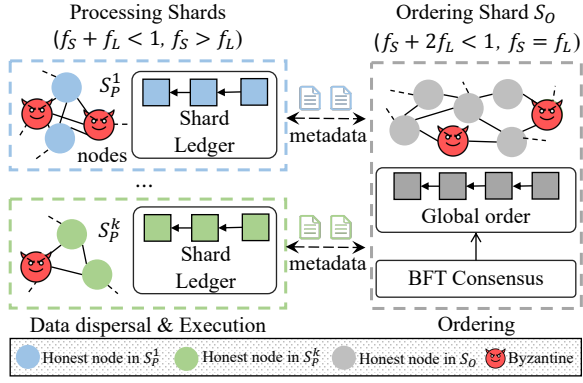 Processing Shards
(f_S + f_L < 1, f_S > f_L)
Ordering Shard S_O
(f_S + 2f_L < 1, f_S = f_L)
S_P^1
nodes
Shard
Ledger
metadata
...
S_P^k
Shard
Ledger
metadata
Global order
BFT Consensus
Data dispersal & Execution
Ordering
Honest node in S_P^1 Honest node in S_P^k Honest node in S_O Byzantine